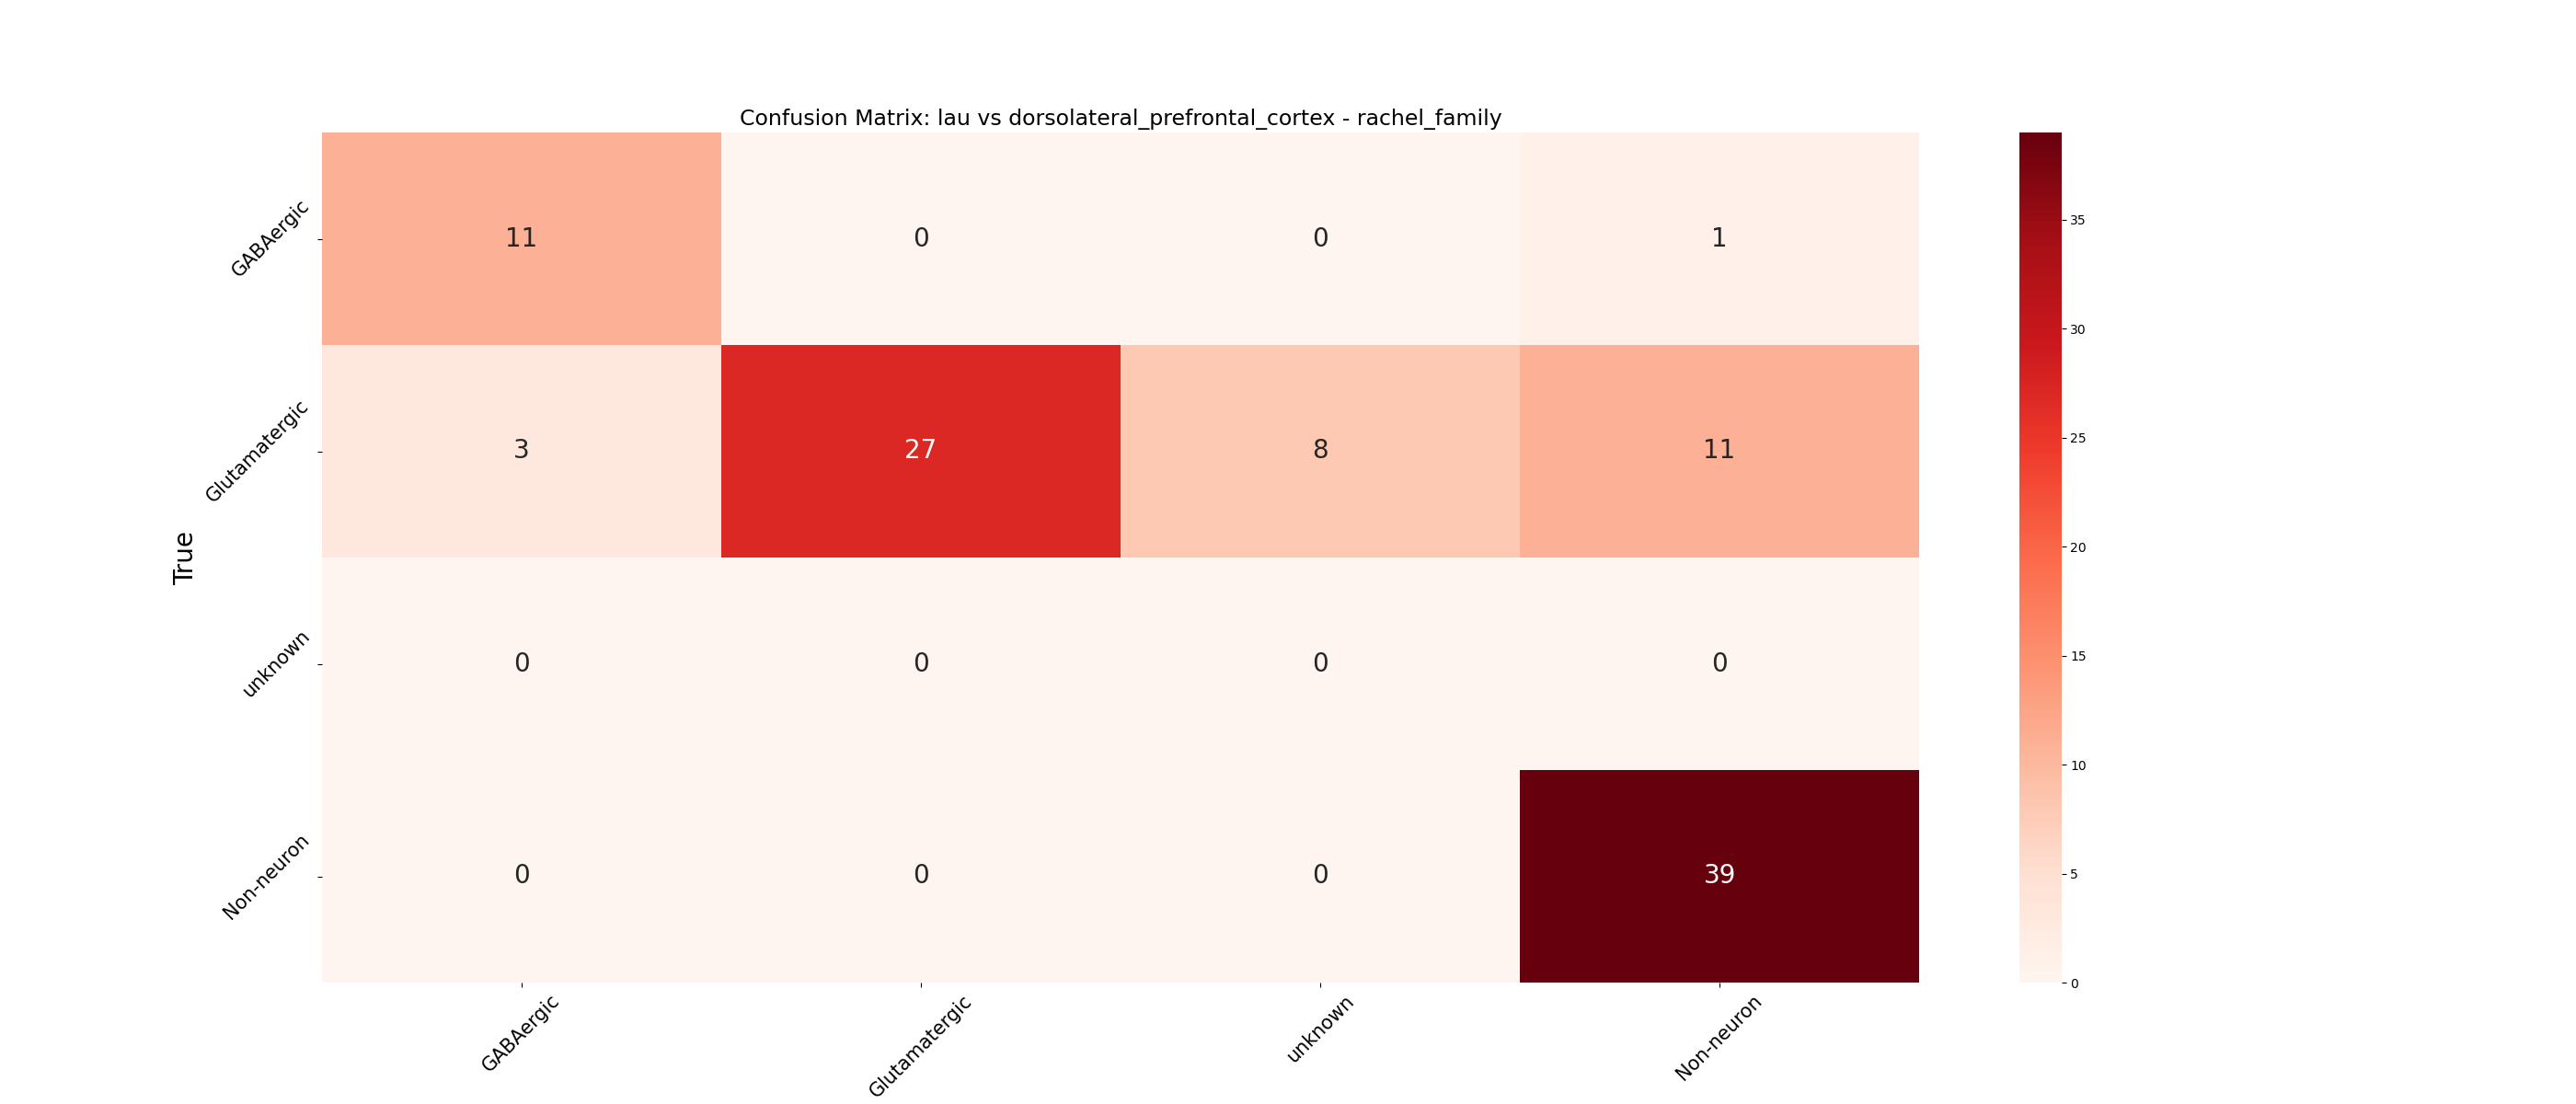 Confusion Matrix: lau vs dorsolateral_prefrontal_cortex - rachel_family
True
GABAergic
11 0 0 1
Glutamatergic
3 27 8 11
unknown
0 0 0 0
Non-neuron
0 0 0 39
GABAergic Glutamatergic unknown Non-neuron
35
30
25
20
15
10
5
0